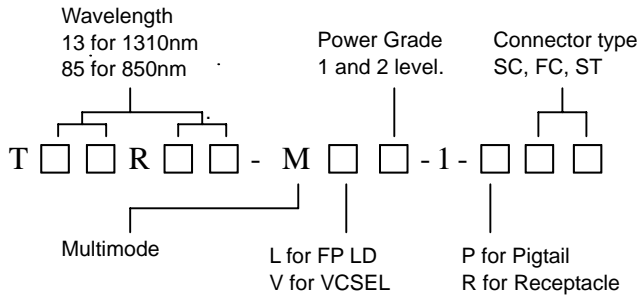 Wavelength
13 for 1310nm
85 for 850nm
Power Grade
1 and 2 level.
Connector type
SC, FC, ST
T □ □ R □ □ - M □ □ - 1 - □ □ □
Multimode
L for FP LD
V for VCSEL
P for Pigtail
R for Receptacle